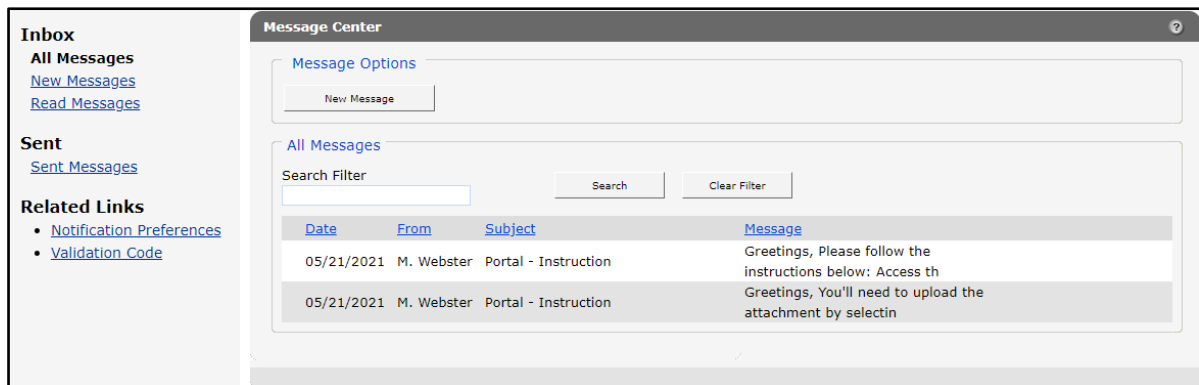 Inbox
All Messages
New Messages
Read Messages
Sent
Sent Messages
Related Links
Notification Preferences
Validation Code
Message Center
?
Message Options
New Message
All Messages
Search Filter
Search Clear Filter
Date From Subject Message
05/21/2021 M. Webster Portal - Instruction Greetings, Please follow the
instructions below: Access th
05/21/2021 M. Webster Portal - Instruction Greetings, You'll need to upload the
attachment by selectin